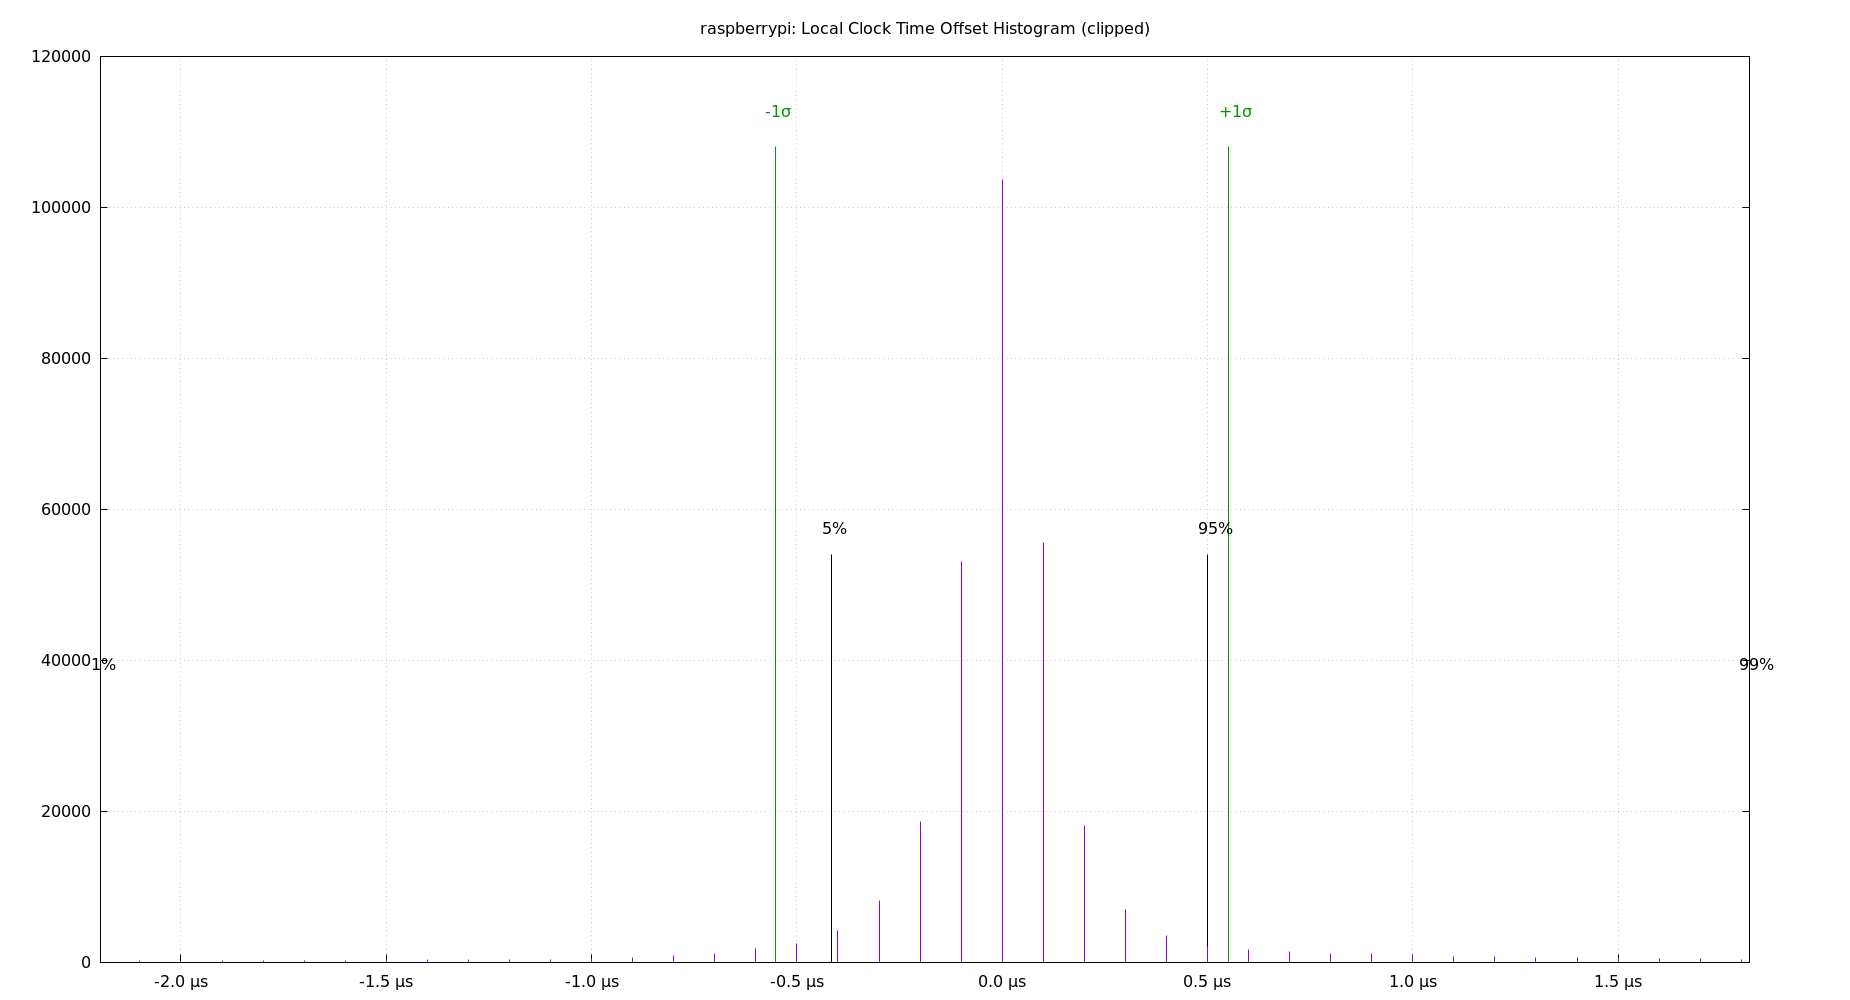 raspberrypi: Local Clock Time Offset Histogram (clipped)
120000
-1σ +1σ
100000
80000
60000
5% 95%
40000 1% 99%
20000
0
-2.0 µs -1.5 µs -1.0 µs -0.5 µs 0.0 µs 0.5 µs 1.0 µs 1.5 µs